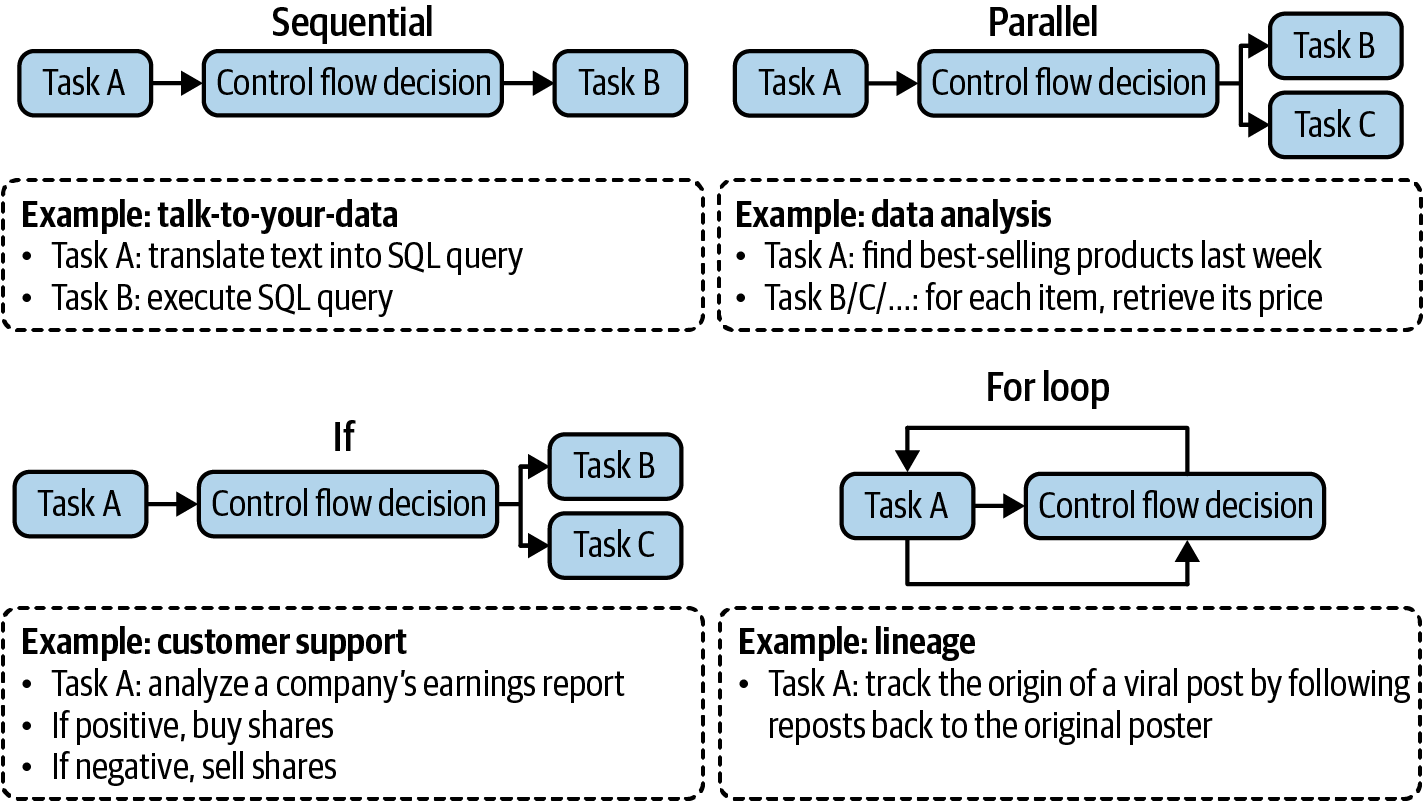 Sequential
Task A
Control flow decision
Task B
Example: talk-to-your-data
• Task A: translate text into SQL query
• Task B: execute SQL query
Parallel
Task A
Control flow decision
Task B
Task C
Example: data analysis
• Task A: find best-selling products last week
• Task B/C/…: for each item, retrieve its price
If
Task A
Control flow decision
Task B
Task C
Example: customer support
• Task A: analyze a company’s earnings report
• If positive, buy shares
• If negative, sell shares
For loop
Task A
Control flow decision
Example: lineage
• Task A: track the origin of a viral post by following
reposts back to the original poster